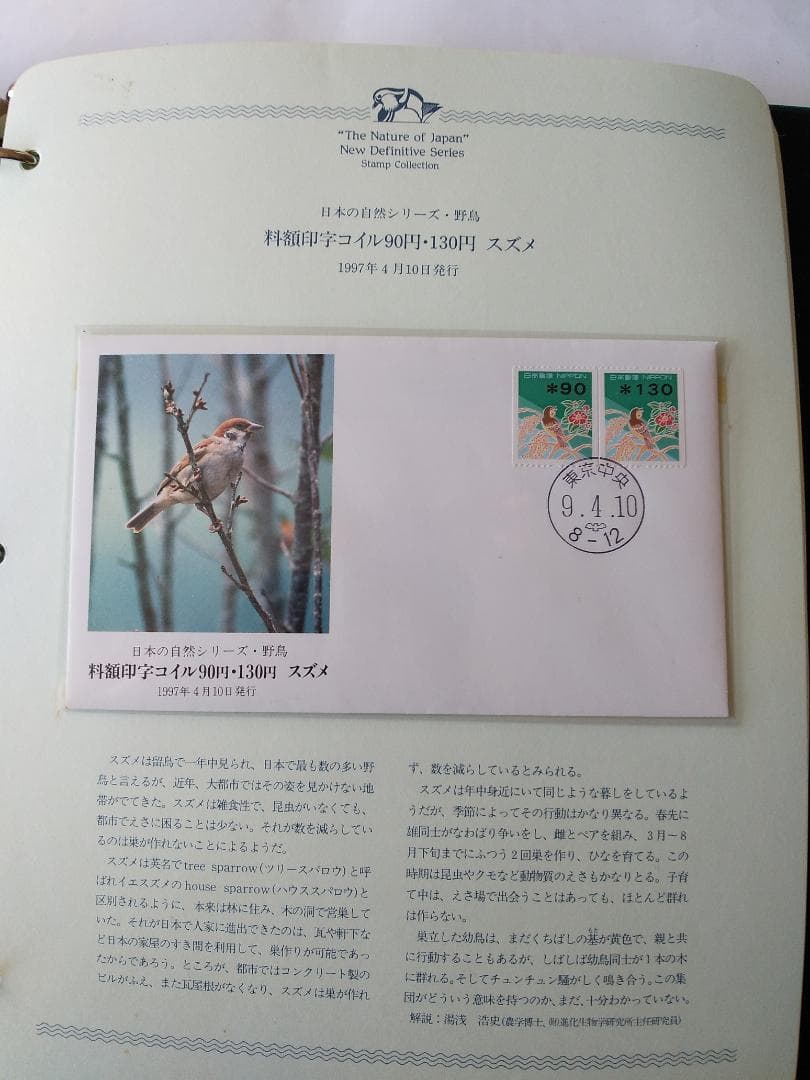 "The Nature of Japan"
New Definitive Series
Stamp Collection
日本の自然シリーズ・野鳥
料額印字コイル90円・130円 スズメ
1997年4月10日発行
日本郵便 NIPPON
*90
日本郵便 NIPPON
*130
東京中央
9.4.10
8-12
日本の自然シリーズ・野鳥
料額印字コイル90円・130円 スズメ
1997年4月10日発行
スズメは留鳥で一年中見られ、日本で最も数の多い野
鳥と言えるが、近年、大都市ではその姿を見かけない地
帯がでてきた。スズメは雑食性で、昆虫がいなくても、
都市でえさに困ることは少ない。それが数を減らしてい
るのは巣が作れないことによるようだ。
スズメは英名でtree sparrow(ツリースパロウ)と呼
ばれイエスズメのhouse sparrow(ハウススパロウ)と
区別されるように、本来は林に住み、木の洞で営巣して
いた。それが日本で人家に進出できたのは、瓦や軒下な
ど日本の家屋のすき間を利用して、巣作りが可能であっ
たからであろう。ところが、都市ではコンクリート製の
ビルがふえ、また瓦屋根がなくなり、スズメは巣が作れ
ず、数を減らしているとみられる。
スズメは年中身近にいて同じような暮しをしているよ
うだが、季節によってその行動はかなり異なる。春先に
雄同士がなわばり争いをし、雌とペアを組み、3月〜8
月下旬までにふつう2回巣を作り、ひなを育てる。この
時期は昆虫やクモなど動物質のえさもかなりとる。子育
て中は、えさ場で出会うことはあっても、ほとんど群れ
は作らない。
巣立した幼鳥は、まだくちばしの基が黄色で、親と共
に行動することもあるが、しばしば幼鳥同士が1本の木
に群れる。そしてチュンチュン騒がしく鳴き合う。この集
団がどういう意味を持つのか、まだ、十分わかっていない。
解説:湯浅 浩史(農学博士、㈶進化生物学研究所主任研究員)